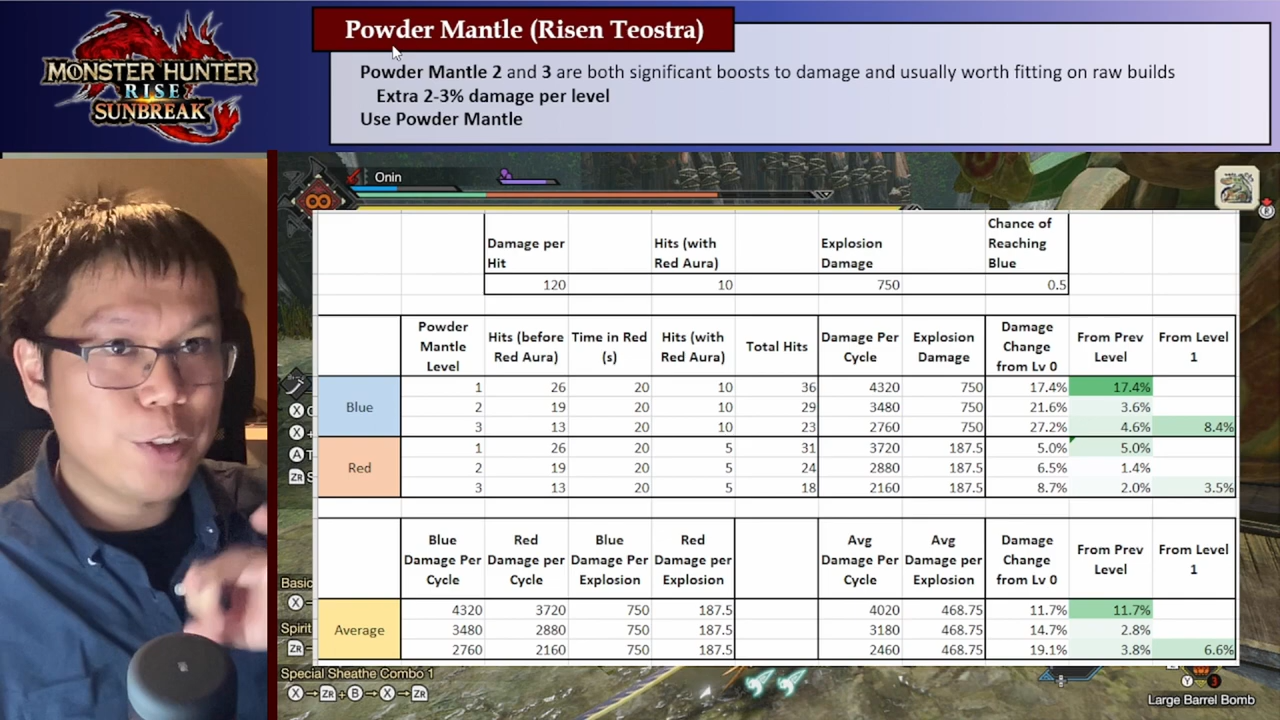 MONSTER HUNTER
RISE
SUNBREAK
Powder Mantle (Risen Teostra)
Powder Mantle 2 and 3 are both significant boosts to damage and usually worth fitting on raw builds
Extra 2-3% damage per level
Use Powder Mantle
Onin
Damage per Hit
Hits (with Red Aura)
Explosion Damage
Chance of Reaching Blue
120 10 750 0.5
Powder Mantle Level
Hits (before Red Aura)
Time in Red (s)
Hits (with Red Aura)
Total Hits
Damage Per Cycle
Explosion Damage
Damage Change from Lv 0
From Prev Level
From Level 1
Blue
1 26 20 10 36 4320 750 17.4% 17.4%
2 19 20 10 29 3480 750 21.6% 3.6%
3 13 20 10 23 2760 750 27.2% 4.6% 8.4%
Red
1 26 20 5 31 3720 187.5 5.0% 5.0%
2 19 20 5 24 2880 187.5 6.5% 1.4%
3 13 20 5 18 2160 187.5 8.7% 2.0% 3.5%
Blue Damage Per Cycle
Red Damage per Cycle
Blue Damage Per Explosion
Red Damage per Explosion
Avg Damage Per Cycle
Avg Damage per Explosion
Damage Change from Lv 0
From Prev Level
From Level 1
Average
4320 3720 750 187.5 4020 468.75 11.7% 11.7%
3480 2880 750 187.5 3180 468.75 14.7% 2.8%
2760 2160 750 187.5 2460 468.75 19.1% 3.8% 6.6%
X
X
A
ZR
Basic
X
Spirit
ZR
Special Sheathe Combo 1
X→ZR+B→X→ZR
Y 3
Large Barrel Bomb